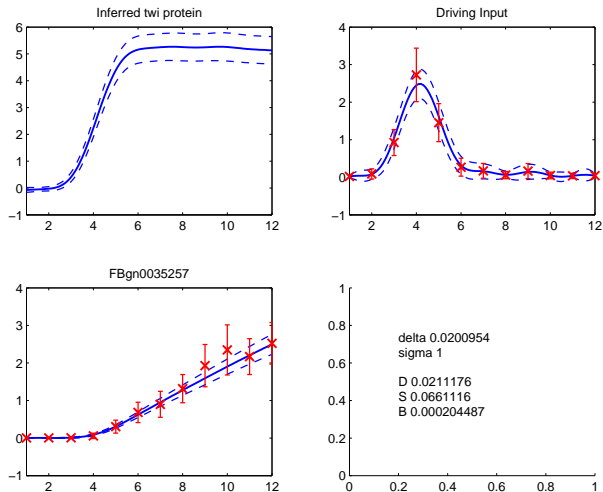 Inferred twi protein
6
5
4
3
2
1
0
−1
2 4 6 8 10 12
Driving Input
4
3
2
1
0
−1
2 4 6 8 10 12
FBgn0035257
4
3
2
1
0
−1
2 4 6 8 10 12
1
0.8
0.6
0.4
0.2
0
0 0.2 0.4 0.6 0.8 1
delta 0.0200954
sigma 1
D 0.0211176
S 0.0661116
B 0.000204487